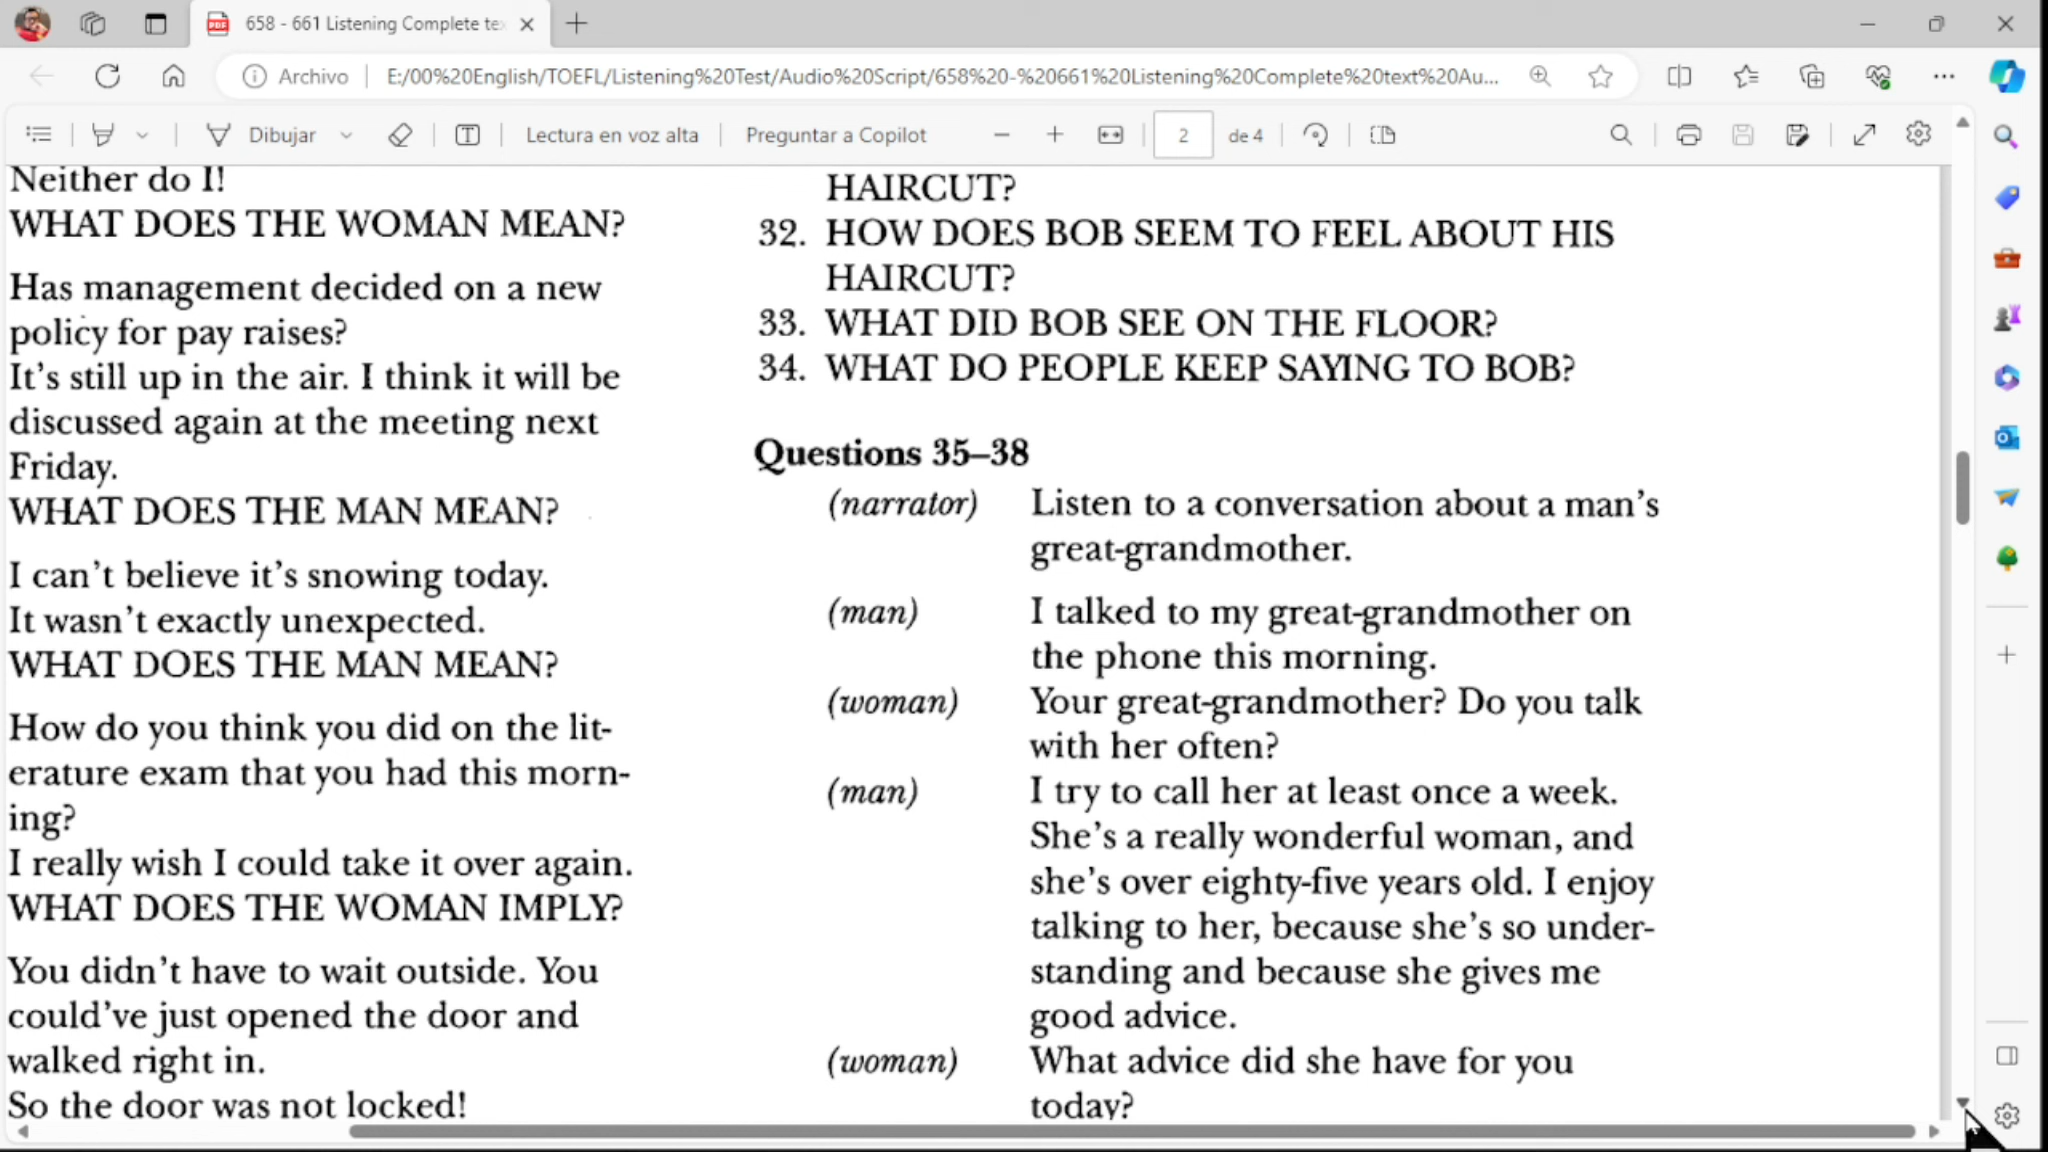 658 - 661 Listening Complete te
Archivo
E:/00%20English/TOEFL/Listening%20Test/Audio%20Script/658%20-%20661%20Listening%20Complete%20text%20Au...
Dibujar
Lectura en voz alta
Preguntar a Copilot
2
de 4
Neither do I!
WHAT DOES THE WOMAN MEAN?
Has management decided on a new
policy for pay raises?
It's still up in the air. I think it will be
discussed again at the meeting next
Friday.
WHAT DOES THE MAN MEAN?
I can't believe it's snowing today.
It wasn't exactly unexpected.
WHAT DOES THE MAN MEAN?
How do you think you did on the lit-
erature exam that you had this morn-
ing?
I really wish I could take it over again.
WHAT DOES THE WOMAN IMPLY?
You didn't have to wait outside. You
could've just opened the door and
walked right in.
So the door was not locked!
HAIRCUT?
32. HOW DOES BOB SEEM TO FEEL ABOUT HIS
HAIRCUT?
33. WHAT DID BOB SEE ON THE FLOOR?
34. WHAT DO PEOPLE KEEP SAYING TO BOB?
Questions 35–38
(narrator) Listen to a conversation about a man's
great-grandmother.
(man) I talked to my great-grandmother on
the phone this morning.
(woman) Your great-grandmother? Do you talk
with her often?
(man) I try to call her at least once a week.
She's a really wonderful woman, and
she's over eighty-five years old. I enjoy
talking to her, because she's so under-
standing and because she gives me
good advice.
(woman) What advice did she have for you
today?